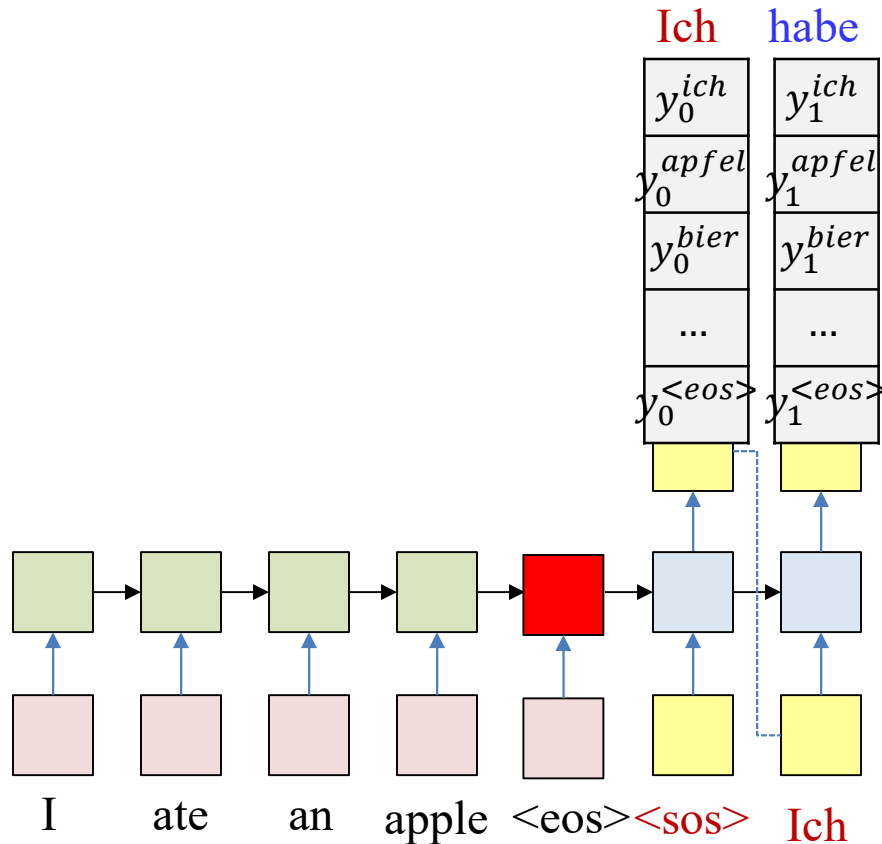 Ich habe
y_0^{ich} y_1^{ich}
y_0^{apfel} y_1^{apfel}
y_0^{bier} y_1^{bier}
... ...
y_0^{<eos>} y_1^{<eos>}
I ate an apple <eos> <sos> Ich